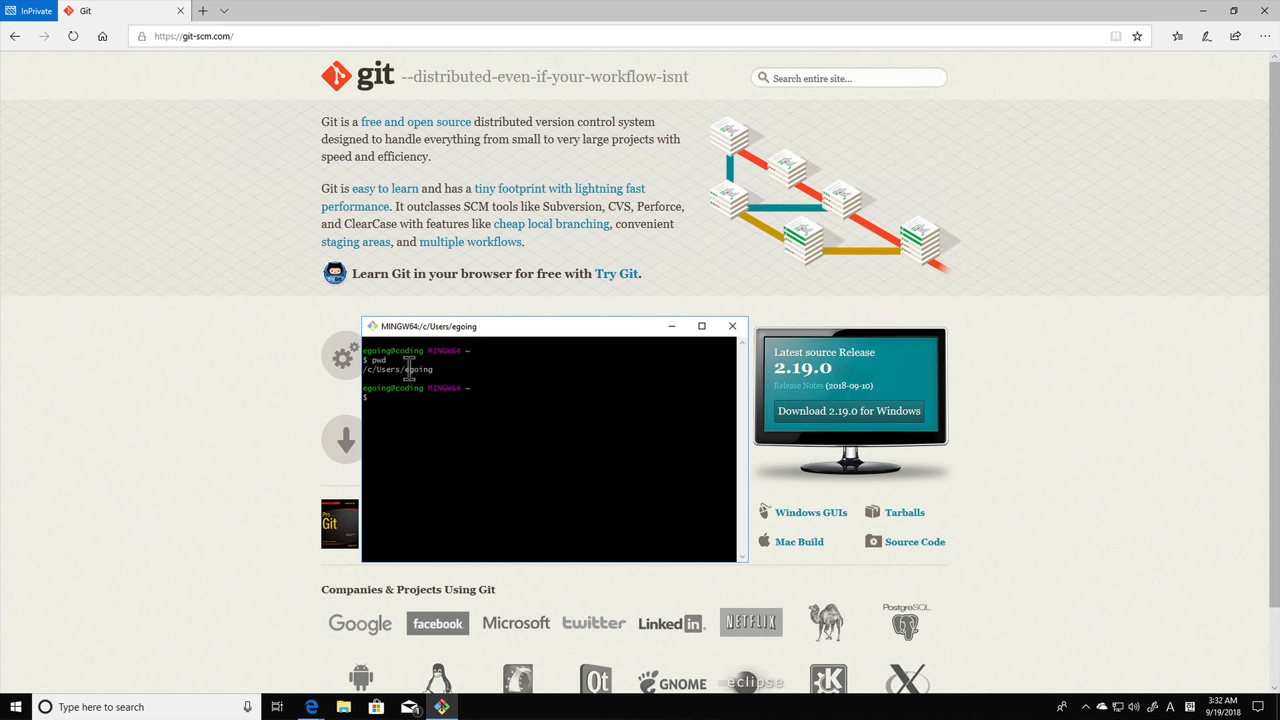 InPrivate
Git
https://git-scm.com/
git --distributed-even-if-your-workflow-isnt
Search entire site...
Git is a free and open source distributed version control system
designed to handle everything from small to very large projects with
speed and efficiency.
Git is easy to learn and has a tiny footprint with lightning fast
performance. It outclasses SCM tools like Subversion, CVS, Perforce,
and ClearCase with features like cheap local branching, convenient
staging areas, and multiple workflows.
Learn Git in your browser for free with Try Git.
MINGW64:/c/Users/egoing
egoing@coding MINGW64 ~
$ pwd
/c/Users/egoing
egoing@coding MINGW64 ~
$
Latest source Release
2.19.0
Release Notes (2018-09-10)
Download 2.19.0 for Windows
Pro
Git
Windows GUIs
Tarballs
Mac Build
Source Code
Companies & Projects Using Git
Google
facebook
Microsoft
twitter
LinkedIn
NETFLIX
PostgreSQL
Qt
GNOME
eclipse
Type here to search
A
3:32 AM
9/19/2018